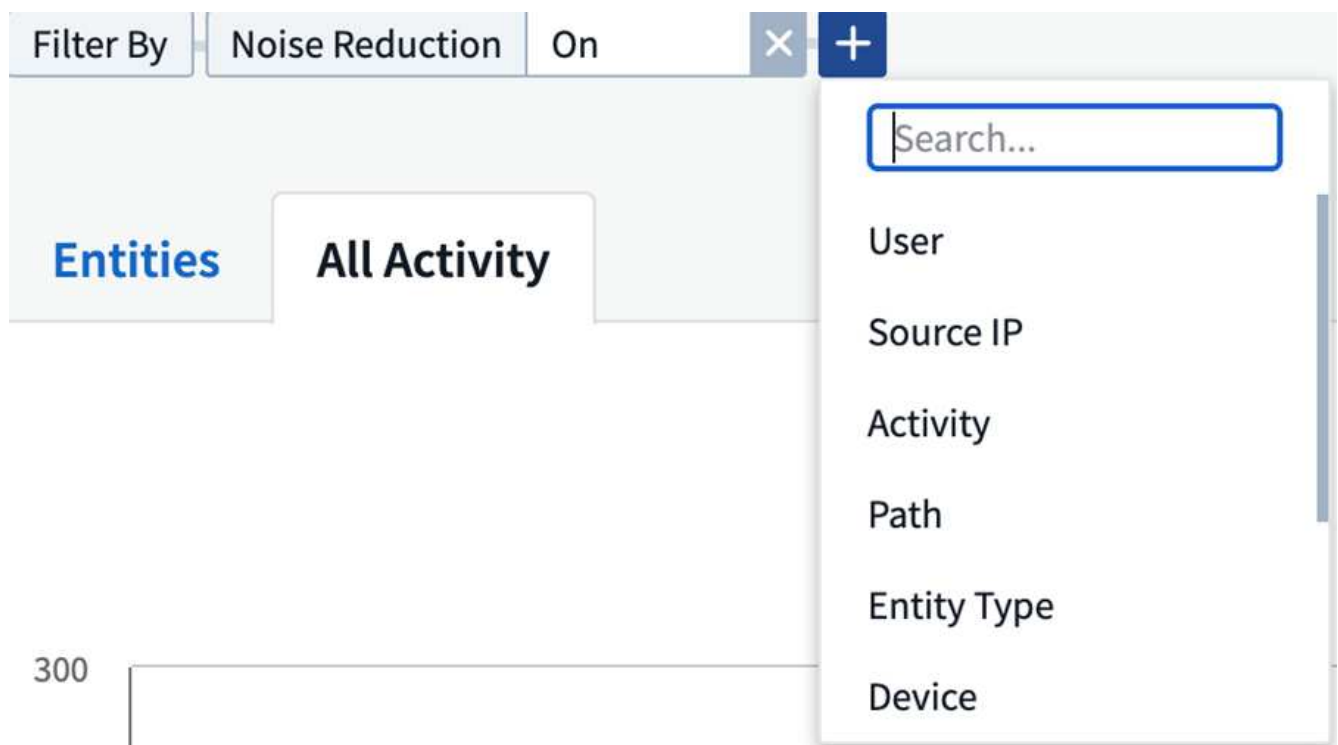 Filter By Noise Reduction On × +
Search...
Entities All Activity
User
Source IP
Activity
Path
Entity Type
Device
300